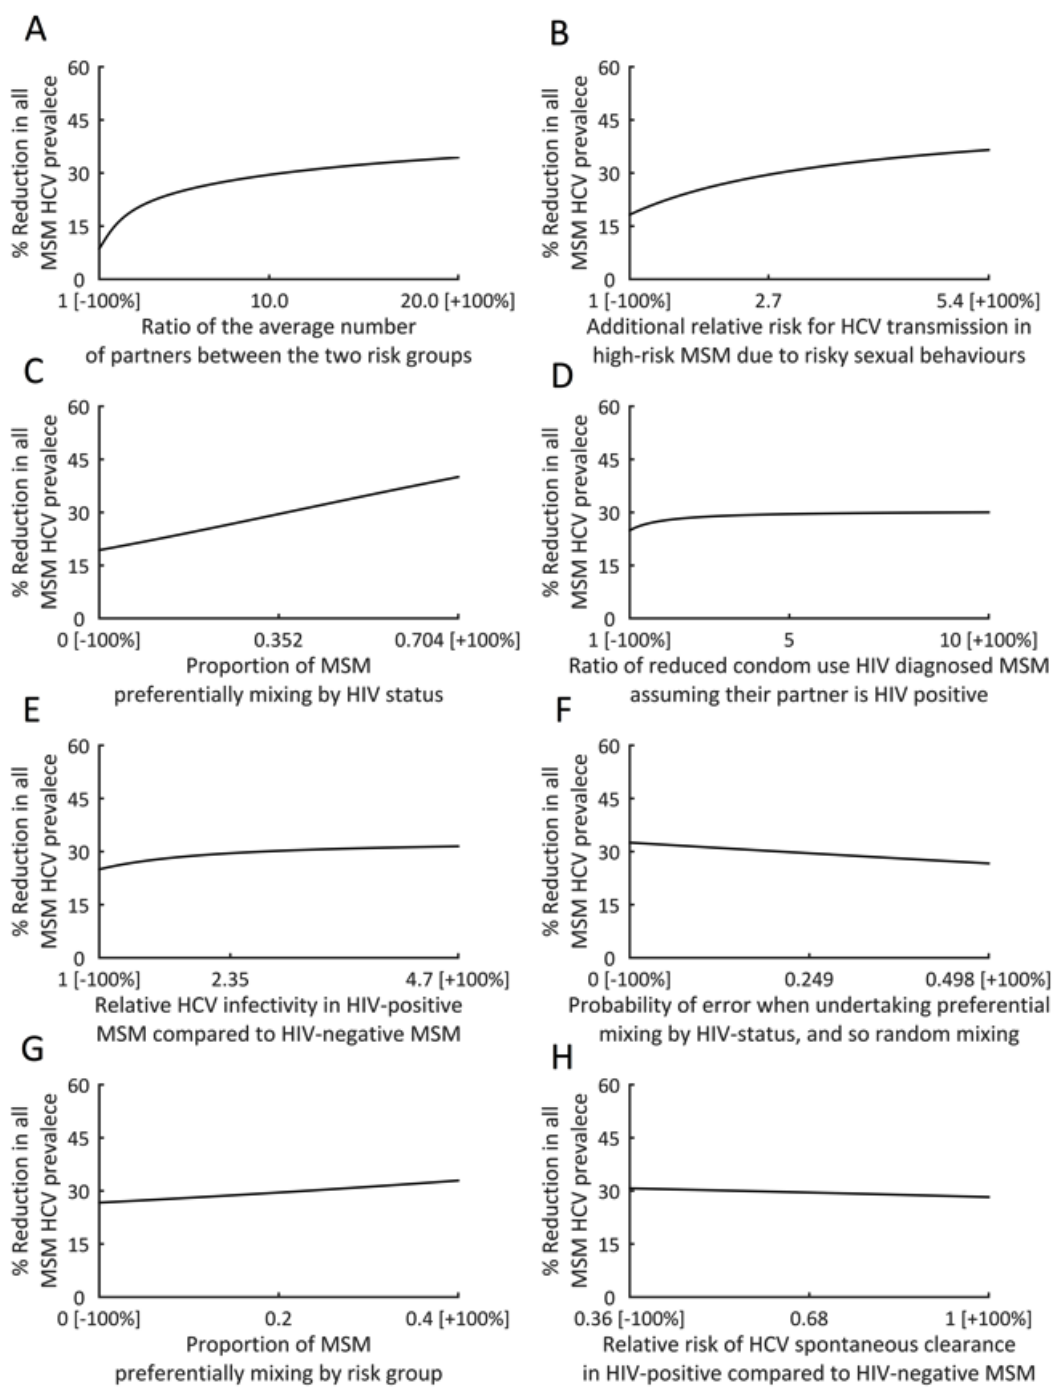 A
% Reduction in all
MSM HCV prevalece
60
45
30
15
0
1 [-100%] 10.0 20.0 [+100%]
Ratio of the average number
of partners between the two risk groups
B
% Reduction in all
MSM HCV prevalece
60
45
30
15
0
1 [-100%] 2.7 5.4 [+100%]
Additional relative risk for HCV transmission in
high-risk MSM due to risky sexual behaviours
C
% Reduction in all
MSM HCV prevalece
60
45
30
15
0
0 [-100%] 0.352 0.704 [+100%]
Proportion of MSM
preferentially mixing by HIV status
D
% Reduction in all
MSM HCV prevalece
60
45
30
15
0
1 [-100%] 5 10 [+100%]
Ratio of reduced condom use HIV diagnosed MSM
assuming their partner is HIV positive
E
% Reduction in all
MSM HCV prevalece
60
45
30
15
0
1 [-100%] 2.35 4.7 [+100%]
Relative HCV infectivity in HIV-positive
MSM compared to HIV-negative MSM
F
% Reduction in all
MSM HCV prevalece
60
45
30
15
0
0 [-100%] 0.249 0.498 [+100%]
Probability of error when undertaking preferential
mixing by HIV-status, and so random mixing
G
% Reduction in all
MSM HCV prevalece
60
45
30
15
0
0 [-100%] 0.2 0.4 [+100%]
Proportion of MSM
preferentially mixing by risk group
H
% Reduction in all
MSM HCV prevalece
60
45
30
15
0
0.36 [-100%] 0.68 1 [+100%]
Relative risk of HCV spontaneous clearance
in HIV-positive compared to HIV-negative MSM